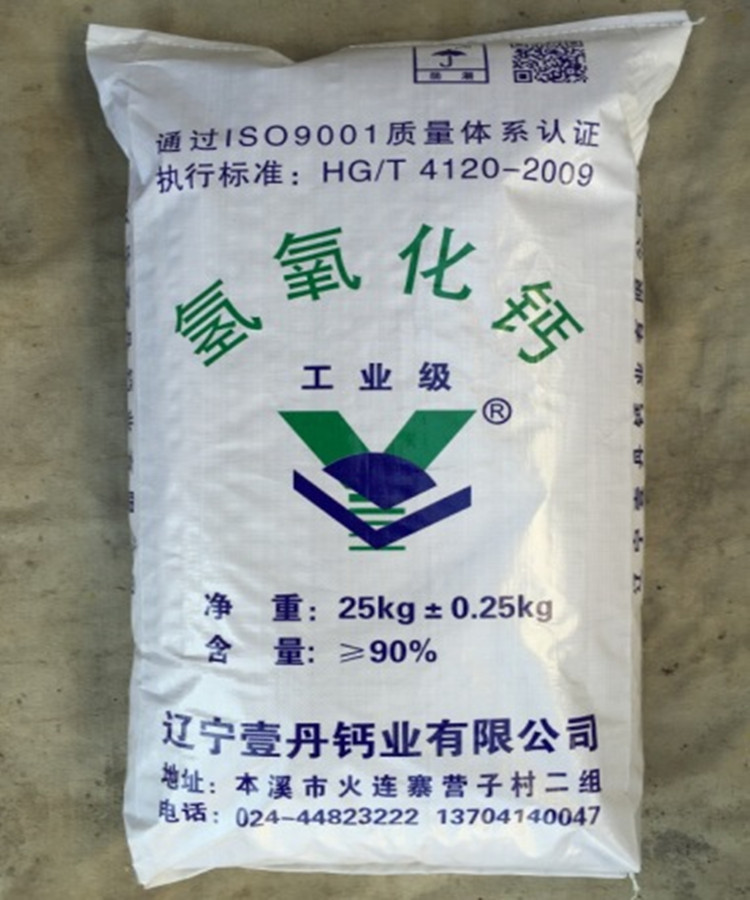 通过ISO9001质量体系认证
执行标准：HG/T 4120-2009
氢氧化钙
工业级
®
净 重：25kg±0.25kg
含 量：≥90%
辽宁壹丹钙业有限公司
地址：本溪市火连寨营子村二组
电话：024-44823222 13704140047